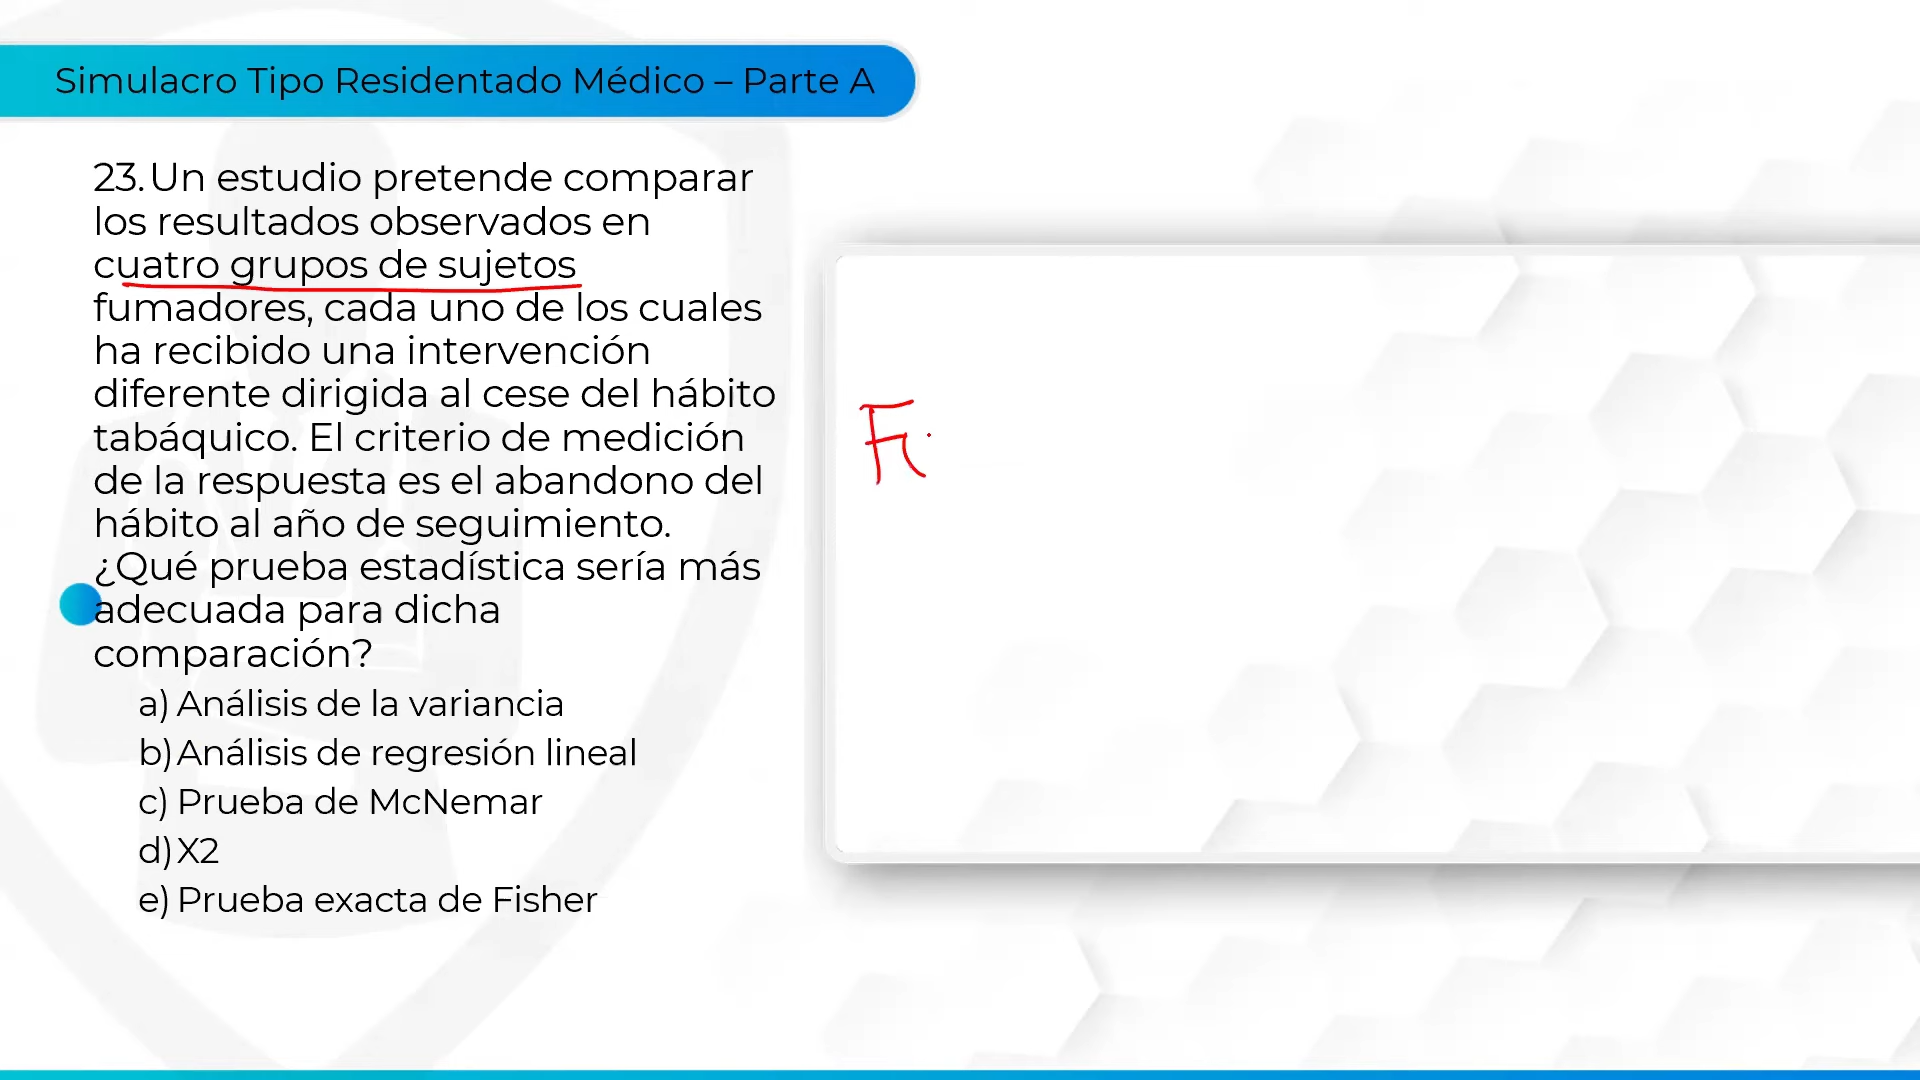 Simulacro Tipo Residentado Médico – Parte A
23. Un estudio pretende comparar
los resultados observados en
cuatro grupos de sujetos
fumadores, cada uno de los cuales
ha recibido una intervención
diferente dirigida al cese del hábito
tabáquico. El criterio de medición
de la respuesta es el abandono del
hábito al año de seguimiento.
¿Qué prueba estadística sería más
adecuada para dicha
comparación?
a) Análisis de la variancia
b) Análisis de regresión lineal
c) Prueba de McNemar
d) X2
e) Prueba exacta de Fisher